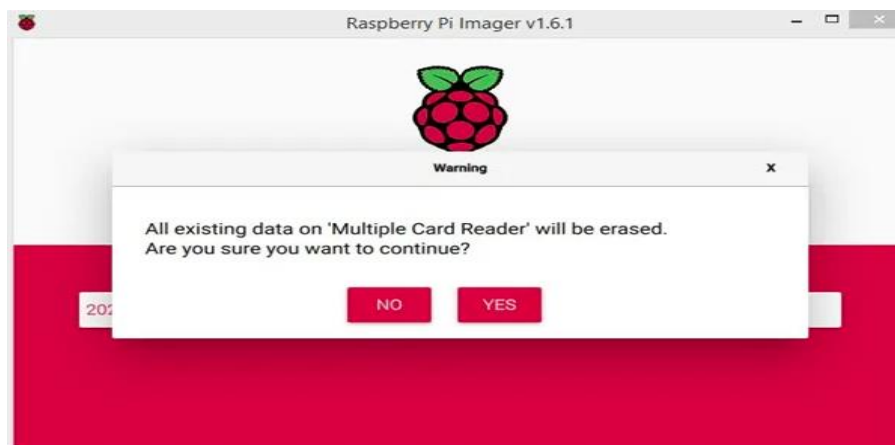 Raspberry Pi Imager v1.6.1
Warning
X
All existing data on 'Multiple Card Reader' will be erased.
Are you sure you want to continue?
202
NO
YES